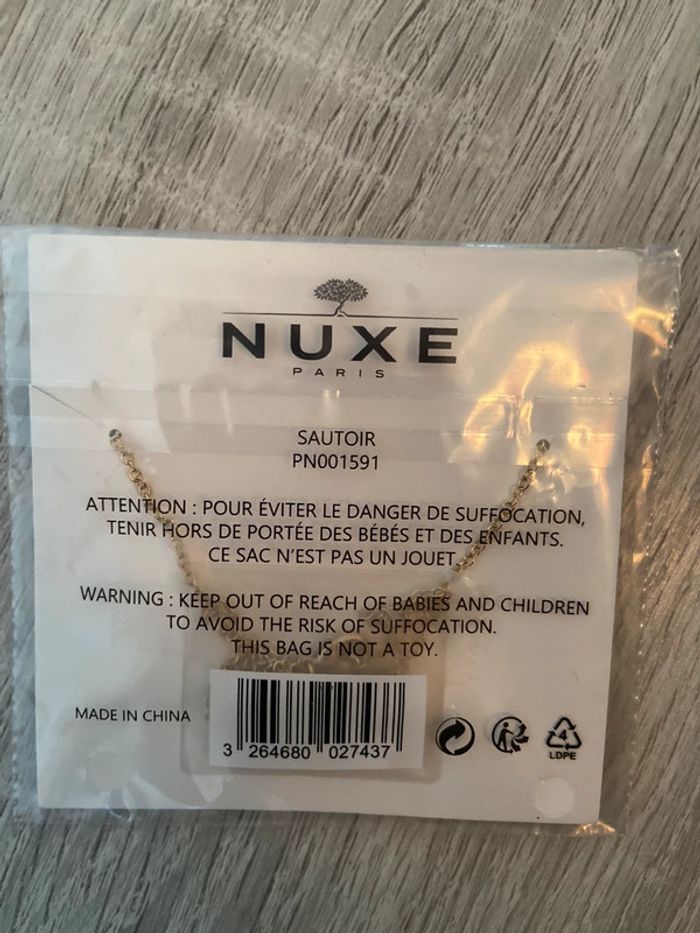 NUXE
PARIS
SAUTOIR
PN001591
ATTENTION : POUR ÉVITER LE DANGER DE SUFFOCATION,
TENIR HORS DE PORTÉE DES BÉBÉS ET DES ENFANTS.
CE SAC N'EST PAS UN JOUET.
WARNING : KEEP OUT OF REACH OF BABIES AND CHILDREN
TO AVOID THE RISK OF SUFFOCATION.
THIS BAG IS NOT A TOY.
MADE IN CHINA
3 264680 027437
4
LDPE